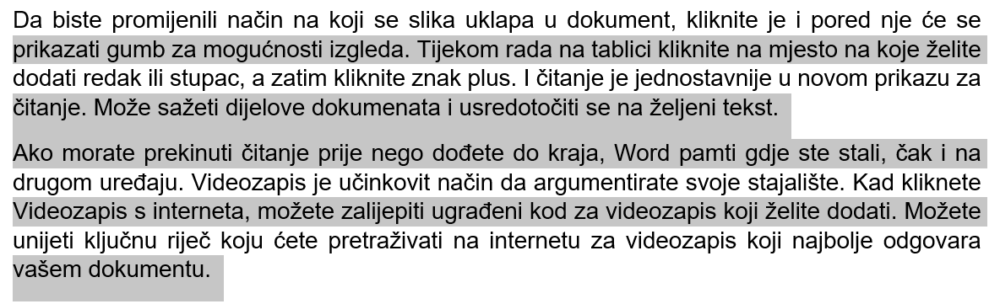 Da biste promijenili način na koji se slika uklapa u dokument, kliknite je i pored nje će se
prikazati gumb za mogućnosti izgleda. Tijekom rada na tablici kliknite na mjesto na koje želite
dodati redak ili stupac, a zatim kliknite znak plus. I čitanje je jednostavnije u novom prikazu za
čitanje. Može sažeti dijelove dokumenata i usredotočiti se na željeni tekst.
Ako morate prekinuti čitanje prije nego dođete do kraja, Word pamti gdje ste stali, čak i na
drugom uređaju. Videozapis je učinkovit način da argumentirate svoje stajalište. Kad kliknete
Videozapis s interneta, možete zalijepiti ugrađeni kod za videozapis koji želite dodati. Možete
unijeti ključnu riječ koju ćete pretraživati na internetu za videozapis koji najbolje odgovara
vašem dokumentu.